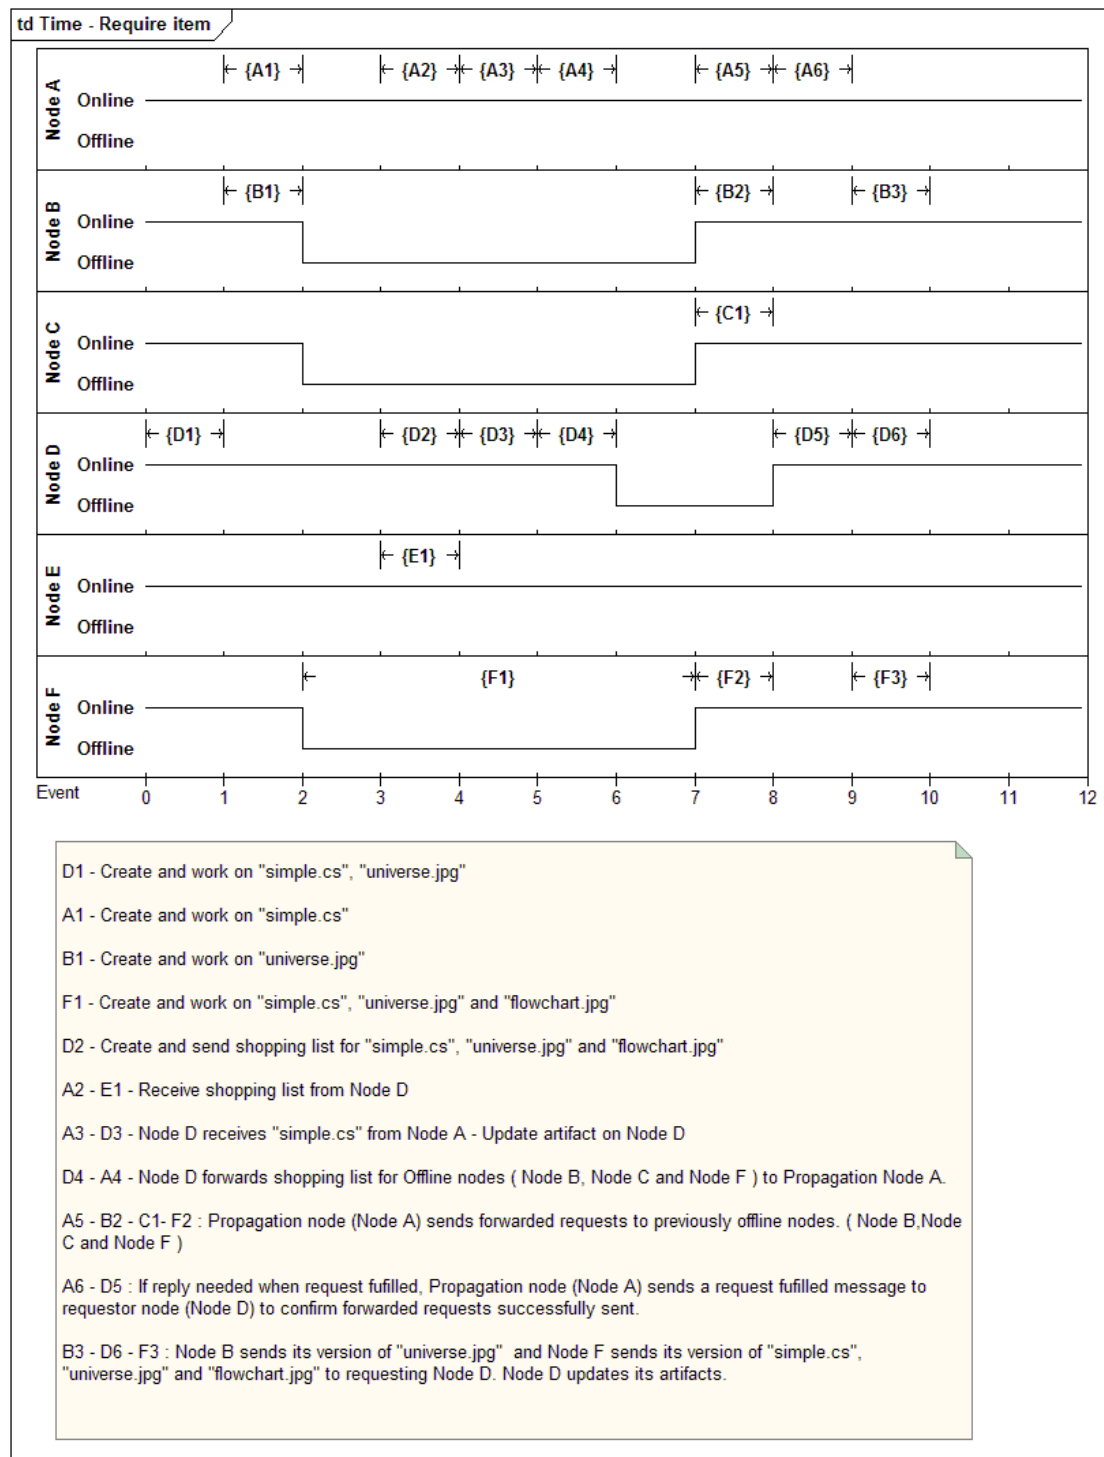 td Time - Require item
{A1} {A2} {A3} {A4} {A5} {A6}
Node A
Online
Offline
{B1} {B2} {B3}
Node B
Online
Offline
{C1}
Node C
Online
Offline
{D1} {D2} {D3} {D4} {D5} {D6}
Node D
Online
Offline
{E1}
Node E
Online
Offline
{F1} {F2} {F3}
Node F
Online
Offline
Event 0 1 2 3 4 5 6 7 8 9 10 11 12
D1 - Create and work on "simple.cs", "universe.jpg"
A1 - Create and work on "simple.cs"
B1 - Create and work on "universe.jpg"
F1 - Create and work on "simple.cs", "universe.jpg" and "flowchart.jpg"
D2 - Create and send shopping list for "simple.cs", "universe.jpg" and "flowchart.jpg"
A2 - E1 - Receive shopping list from Node D
A3 - D3 - Node D receives "simple.cs" from Node A - Update artifact on Node D
D4 - A4 - Node D forwards shopping list for Offline nodes ( Node B, Node C and Node F ) to Propagation Node A.
A5 - B2 - C1- F2 : Propagation node (Node A) sends forwarded requests to previously offline nodes. ( Node B,Node
C and Node F )
A6 - D5 : If reply needed when request fufilled, Propagation node (Node A) sends a request fufilled message to
requestor node (Node D) to confirm forwarded requests successfully sent.
B3 - D6 - F3 : Node B sends its version of "universe.jpg"  and Node F sends its version of "simple.cs",
"universe.jpg" and "flowchart.jpg" to requesting Node D. Node D updates its artifacts.